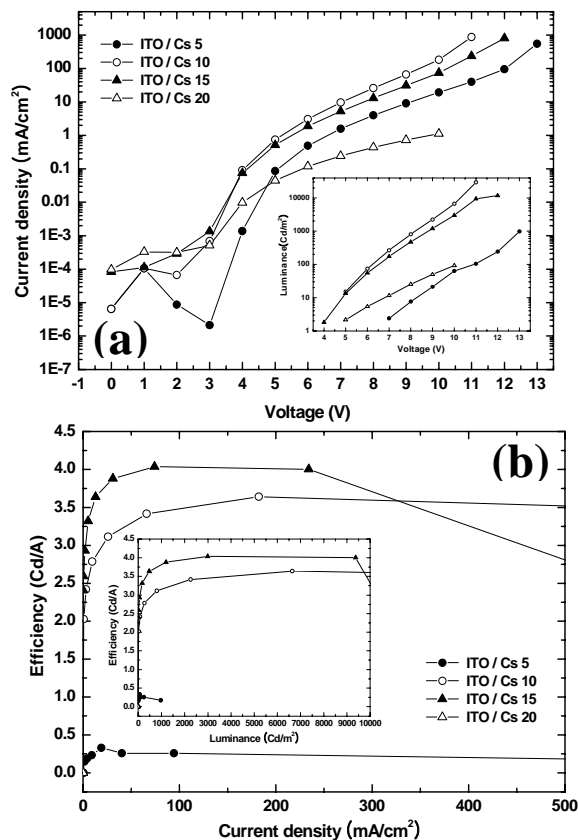 1000
100
10
1
0.1
0.01
1E-3
1E-4
1E-5
1E-6
1E-7
Current density (mA/cm²)
ITO / Cs 5
ITO / Cs 10
ITO / Cs 15
ITO / Cs 20
(a)
10000
1000
100
10
1
Luminance(Cd/m²)
4 5 6 7 8 9 10 11 12 13
Voltage (V)
-1 0 1 2 3 4 5 6 7 8 9 10 11 12 13
Voltage (V)
4.5
4.0
3.5
3.0
2.5
2.0
1.5
1.0
0.5
0.0
Efficiency (Cd/A)
(b)
4.5
4.0
3.5
3.0
2.5
2.0
1.5
1.0
0.5
0.0
Efficiency (Cd/A)
0 1000 2000 3000 4000 5000 6000 7000 8000 9000 10000
Luminance (Cd/m²)
ITO / Cs 5
ITO / Cs 10
ITO / Cs 15
ITO / Cs 20
0 100 200 300 400 500
Current density (mA/cm²)